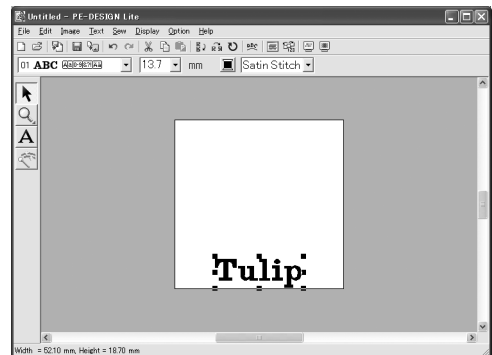 Untitled - PE-DESIGN Lite
File Edit Image Text Sew Display Option Help
01 ABC 13.7 mm Satin Stitch
A
Tulip
Width = 52.10 mm, Height = 18.70 mm